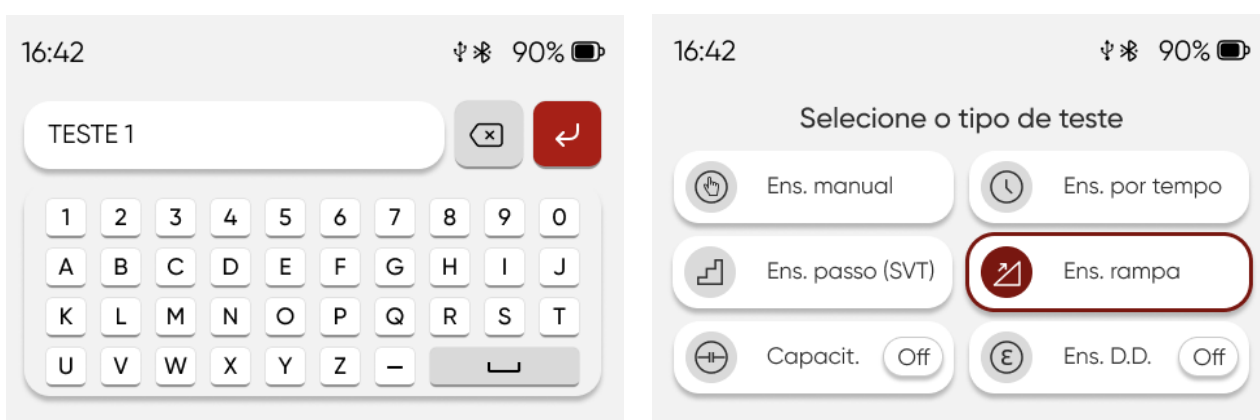 16:42 90%
TESTE 1
1 2 3 4 5 6 7 8 9 0
A B C D E F G H I J
K L M N O P Q R S T
U V W X Y Z –
16:42 90%
Selecione o tipo de teste
Ens. manual
Ens. por tempo
Ens. passo (SVT)
Ens. rampa
Capacit. Off
ε Ens. D.D. Off